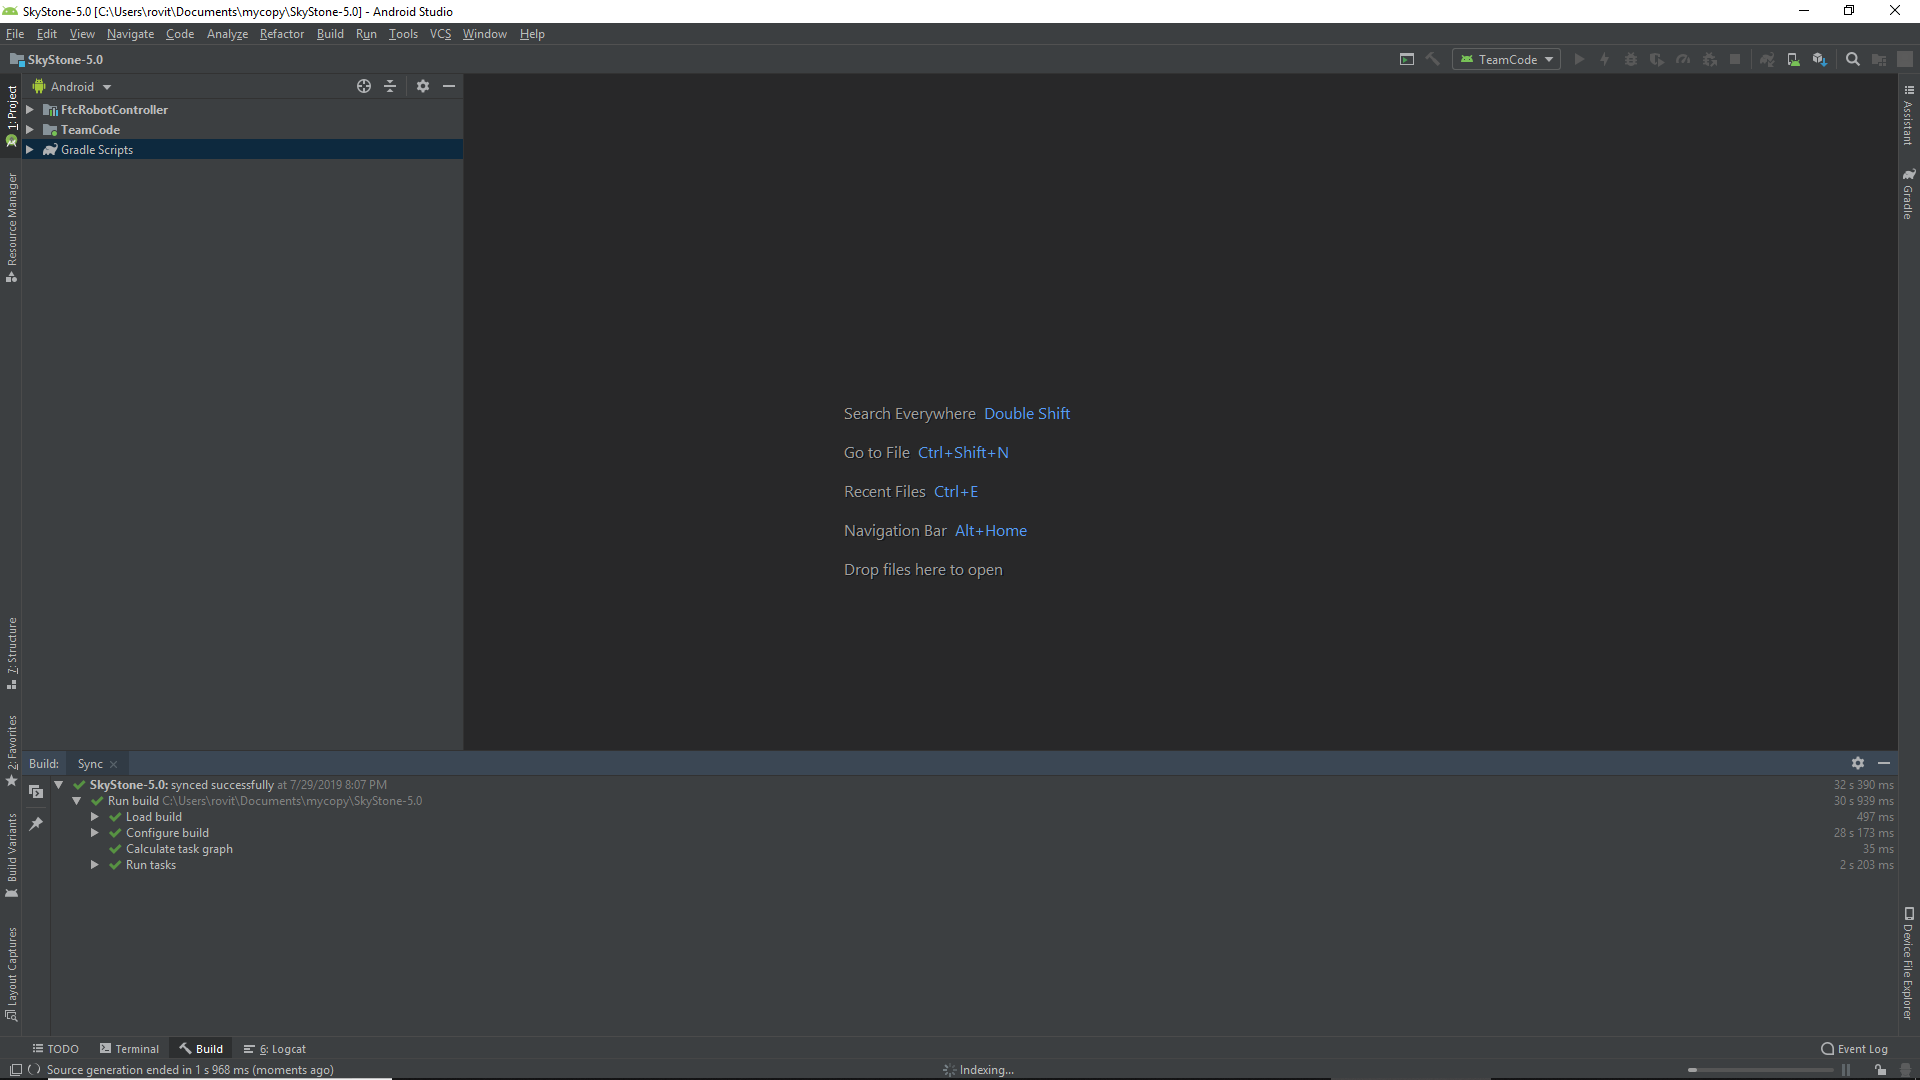 SkyStone-5.0 [C:\Users\rovit\Documents\mycopy\SkyStone-5.0] - Android Studio
File Edit View Navigate Code Analyze Refactor Build Run Tools VCS Window Help
SkyStone-5.0
TeamCode
Android
FtcRobotController
TeamCode
Gradle Scripts
1: Project
Resource Manager
7: Structure
2: Favorites
Build Variants
Layout Captures
Assistant
Gradle
Device File Explorer
Search Everywhere Double Shift
Go to File Ctrl+Shift+N
Recent Files Ctrl+E
Navigation Bar Alt+Home
Drop files here to open
Build: Sync
SkyStone-5.0: synced successfully at 7/29/2019 8:07 PM 32 s 390 ms
Run build C:\Users\rovit\Documents\mycopy\SkyStone-5.0 30 s 939 ms
Load build 497 ms
Configure build 28 s 173 ms
Calculate task graph 35 ms
Run tasks 2 s 203 ms
TODO Terminal Build 6: Logcat Event Log
Source generation ended in 1 s 968 ms (moments ago) Indexing...